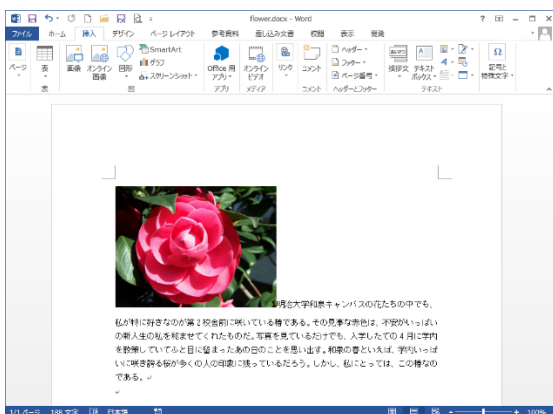 flower.docx - Word
ファイル ホーム 挿入 デザイン ページ レイアウト 参考資料 差し込み文書 校閲 表示 開発
ページ
表
画像
オンライン
画像
図形
SmartArt
グラフ
スクリーンショット
Office 用
アプリ
オンライン
ビデオ
リンク
コメント
ヘッダー
フッター
ページ番号
挨拶文
テキスト
ボックス
記号と
特殊文字
表 図 アプリ メディア コメント ヘッダーとフッター テキスト
明治大学和泉キャンパスの花たちの中でも、
私が特に好きなのが第2校舎前に咲いている椿である。その見事な赤色は、不安がいっぱい
の新入生の私を和ませてくれたものだ。写真を見ているだけでも、入学したての4月に学内
を散策していてふと目に留まったあの日のことを思い出す。和泉の春といえば、学内いっぱ
いに咲き誇る桜が多くの人の印象に残っているだろう。しかし、私にとっては、この椿なの
である。
1/1 ページ 186 文字 日本語 100%